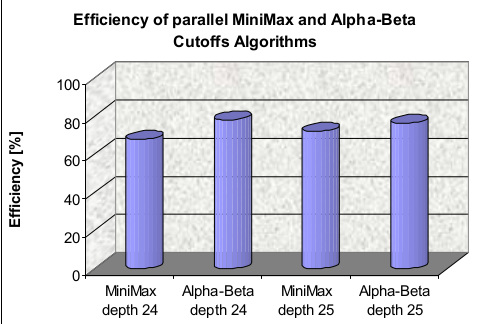 Efficiency of parallel MiniMax and Alpha-Beta
Cutoffs Algorithms
Efficiency [%]
100
80
60
40
20
0
MiniMax depth 24
Alpha-Beta depth 24
MiniMax depth 25
Alpha-Beta depth 25